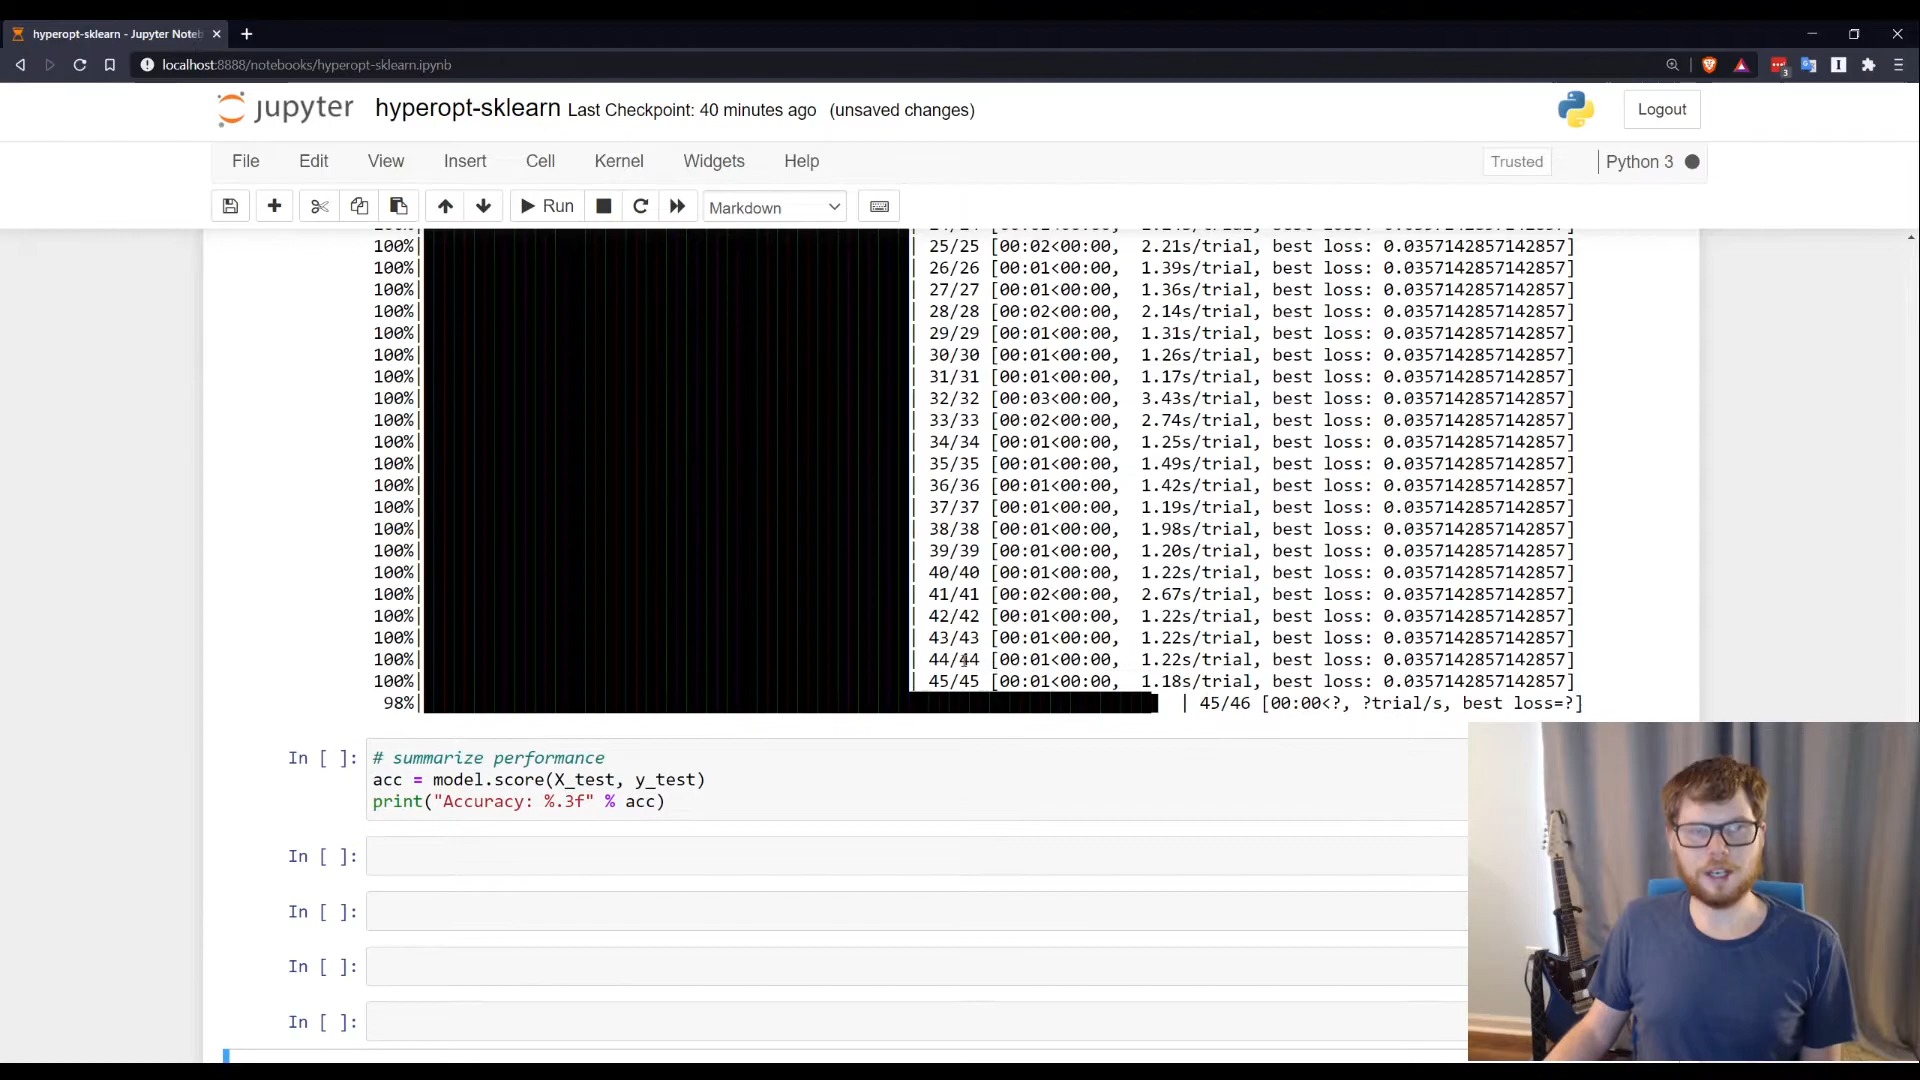 hyperopt-sklearn - Jupyter Noteb
localhost:8888/notebooks/hyperopt-sklearn.ipynb
3
jupyter hyperopt-sklearn Last Checkpoint: 40 minutes ago (unsaved changes)
Logout
File Edit View Insert Cell Kernel Widgets Help
Trusted
Python 3
Run
Markdown
100%| | 25/25 [00:02<00:00, 2.21s/trial, best loss: 0.0357142857142857]
100%| | 26/26 [00:01<00:00, 1.39s/trial, best loss: 0.0357142857142857]
100%| | 27/27 [00:01<00:00, 1.36s/trial, best loss: 0.0357142857142857]
100%| | 28/28 [00:02<00:00, 2.14s/trial, best loss: 0.0357142857142857]
100%| | 29/29 [00:01<00:00, 1.31s/trial, best loss: 0.0357142857142857]
100%| | 30/30 [00:01<00:00, 1.26s/trial, best loss: 0.0357142857142857]
100%| | 31/31 [00:01<00:00, 1.17s/trial, best loss: 0.0357142857142857]
100%| | 32/32 [00:03<00:00, 3.43s/trial, best loss: 0.0357142857142857]
100%| | 33/33 [00:02<00:00, 2.74s/trial, best loss: 0.0357142857142857]
100%| | 34/34 [00:01<00:00, 1.25s/trial, best loss: 0.0357142857142857]
100%| | 35/35 [00:01<00:00, 1.49s/trial, best loss: 0.0357142857142857]
100%| | 36/36 [00:01<00:00, 1.42s/trial, best loss: 0.0357142857142857]
100%| | 37/37 [00:01<00:00, 1.19s/trial, best loss: 0.0357142857142857]
100%| | 38/38 [00:01<00:00, 1.98s/trial, best loss: 0.0357142857142857]
100%| | 39/39 [00:01<00:00, 1.20s/trial, best loss: 0.0357142857142857]
100%| | 40/40 [00:01<00:00, 1.22s/trial, best loss: 0.0357142857142857]
100%| | 41/41 [00:02<00:00, 2.67s/trial, best loss: 0.0357142857142857]
100%| | 42/42 [00:01<00:00, 1.22s/trial, best loss: 0.0357142857142857]
100%| | 43/43 [00:01<00:00, 1.22s/trial, best loss: 0.0357142857142857]
100%| | 44/44 [00:01<00:00, 1.22s/trial, best loss: 0.0357142857142857]
100%| | 45/45 [00:01<00:00, 1.18s/trial, best loss: 0.0357142857142857]
98%| | 45/46 [00:00<?, ?trial/s, best loss=?]
In [ ]: # summarize performance
acc = model.score(X_test, y_test)
print("Accuracy: %.3f" % acc)
In [ ]:
In [ ]:
In [ ]:
In [ ]: